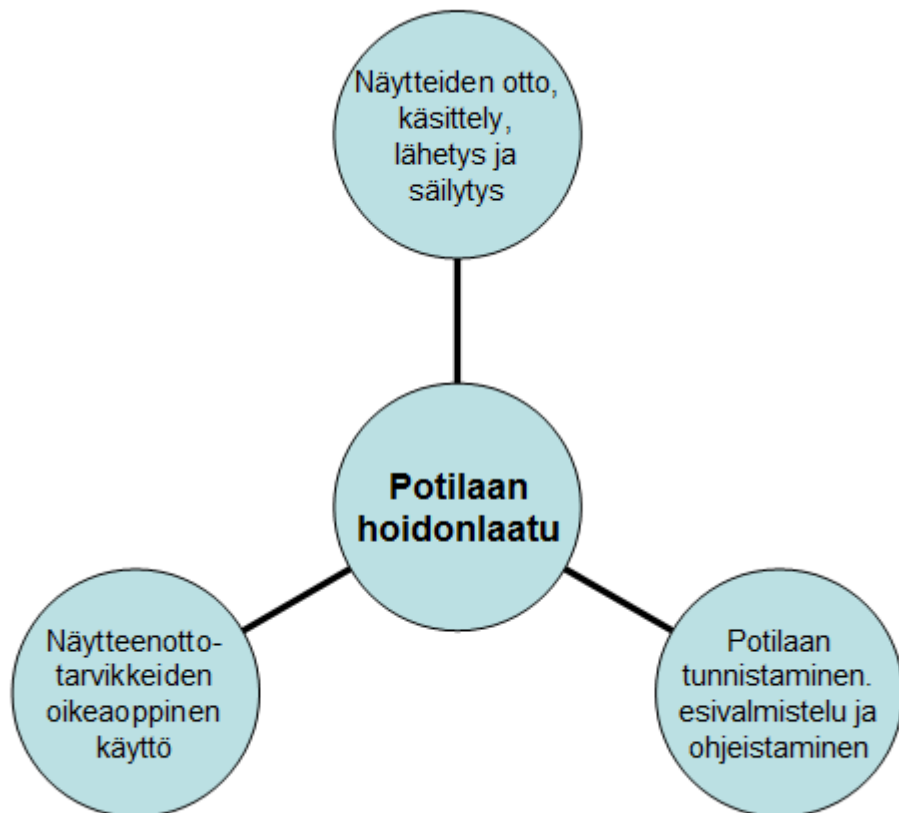 Näytteiden otto,
käsittely,
lähetys ja
säilytys
Potilaan
hoidonlaatu
Näytteenotto-
tarvikkeiden
oikeaoppinen
käyttö
Potilaan
tunnistaminen.
esivalmistelu ja
ohjeistaminen